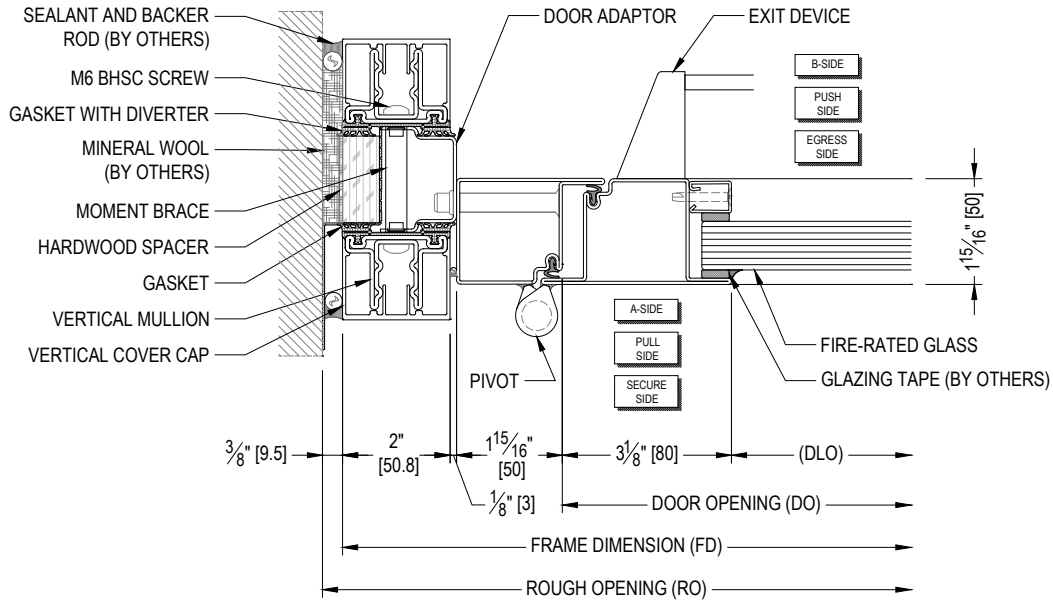 SEALANT AND BACKER
ROD (BY OTHERS)
M6 BHSC SCREW
GASKET WITH DIVERTER
MINERAL WOOL
(BY OTHERS)
MOMENT BRACE
HARDWOOD SPACER
GASKET
VERTICAL MULLION
VERTICAL COVER CAP
DOOR ADAPTOR
EXIT DEVICE
B-SIDE
PUSH
SIDE
EGRESS
SIDE
1 15/16" [50]
A-SIDE
PULL
SIDE
SECURE
SIDE
PIVOT
FIRE-RATED GLASS
GLAZING TAPE (BY OTHERS)
3/8" [9.5]
2"
[50.8]
1 15/16"
[50]
3 1/8" [80]
(DLO)
1/8" [3]
DOOR OPENING (DO)
FRAME DIMENSION (FD)
ROUGH OPENING (RO)